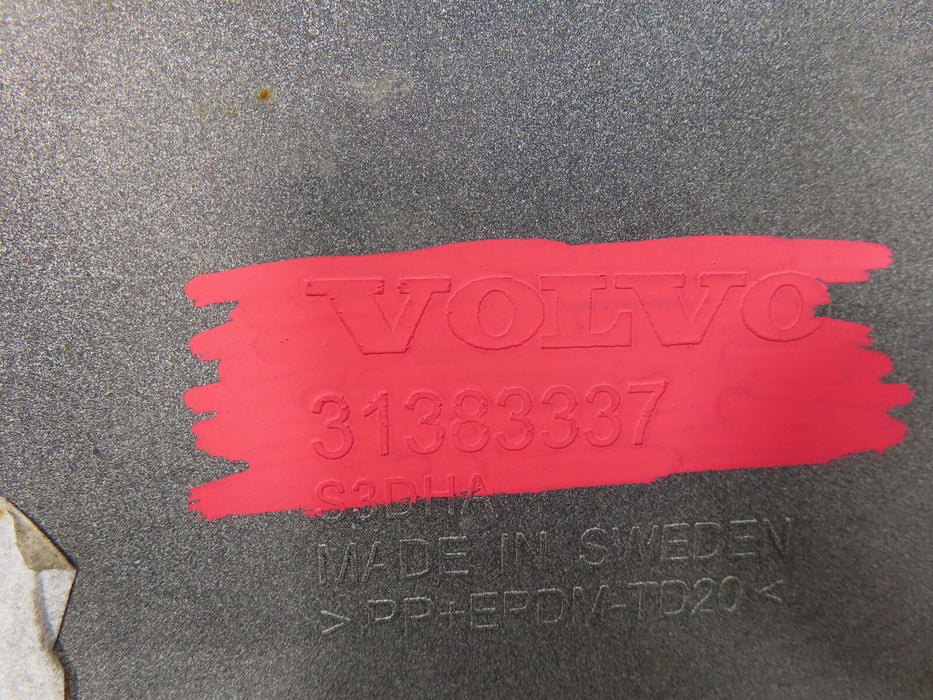 VOLVO
31383337
S3DHA
MADE IN SWEDEN
>PP+EPDM-TD20<